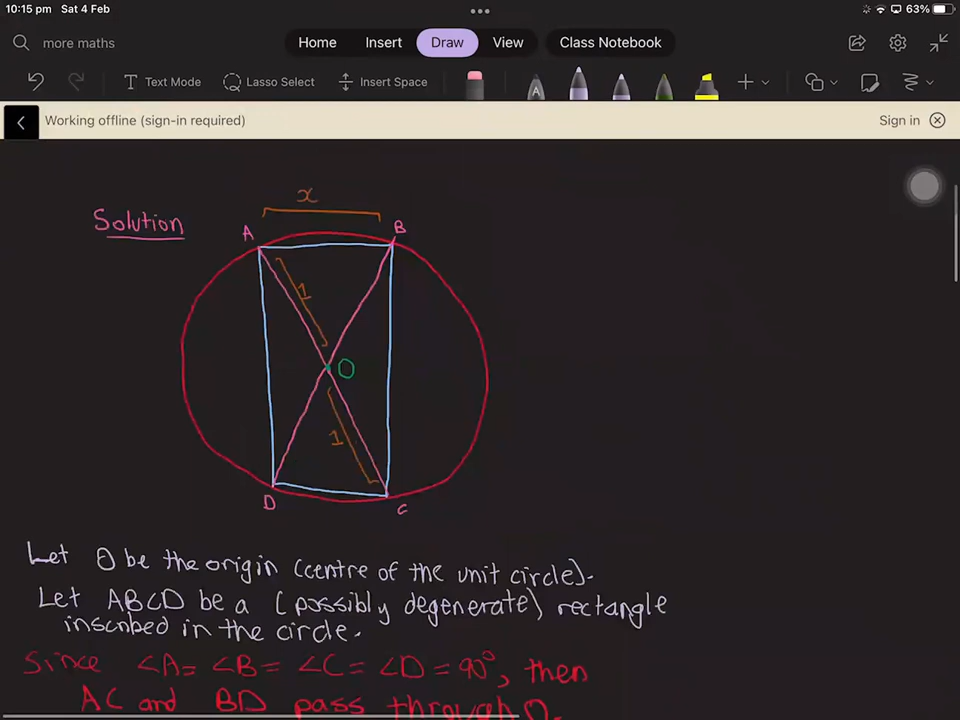 10:15 pm Sat 4 Feb
63%
more maths
Home Insert Draw View Class Notebook
Text Mode Lasso Select Insert Space
A
Working offline (sign-in required)
Sign in
x
Solution
A
B
1
O
1
D
C
Let O be the origin (centre of the unit circle).
Let ABCD be a (possibly degenerate) rectangle
inscribed in the circle.
Since ∠A= ∠B= ∠C= ∠D=90°, then
AC and BD pass through O.